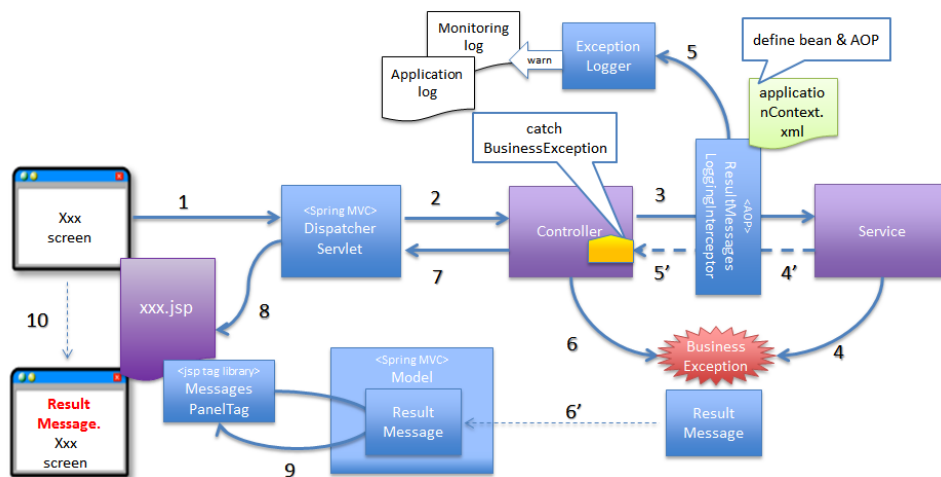 Monitoring
log
Application
log
warn
Exception
Logger
5
define bean & AOP
applicatio
nContext.
xml
catch
BusinessException
Xxx
screen
1
<Spring MVC>
Dispatcher
Servlet
2
Controller
3
<AOP>
ResultMessages
LoggingInterceptor
Service
7
5’
4’
8
xxx.jsp
10
6
Business
Exception
4
<jsp tag library>
Messages
PanelTag
<Spring MVC>
Model
Result
Message
6’
Result
Message
9
Result
Message.
Xxx
screen